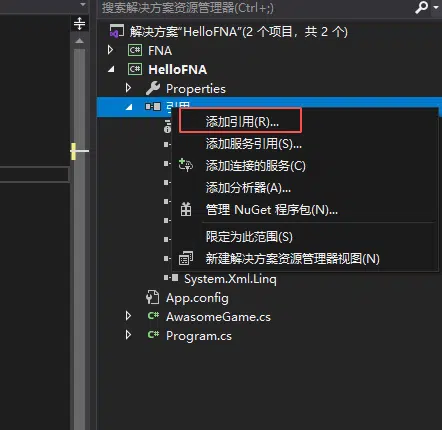 搜索解决方案资源管理器(Ctrl+;)
解决方案"HelloFNA"(2 个项目，共 2 个)
FNA
HelloFNA
Properties
引用
添加引用(R)...
添加服务引用(S)...
添加连接的服务(C)
添加分析器(A)...
管理 NuGet 程序包(N)...
限定为此范围(S)
新建解决方案资源管理器视图(N)
System.Xml.Linq
App.config
AwasomeGame.cs
Program.cs